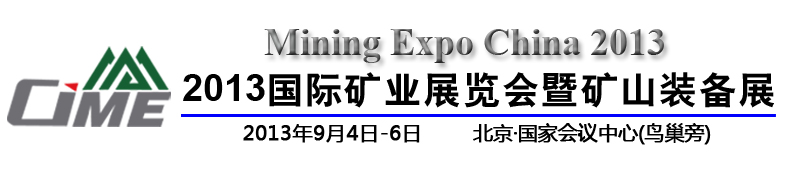 CIME
Mining Expo China 2013
2013国际矿业展览会暨矿山装备展
2013年9月4日-6日 北京·国家会议中心(鸟巢旁)